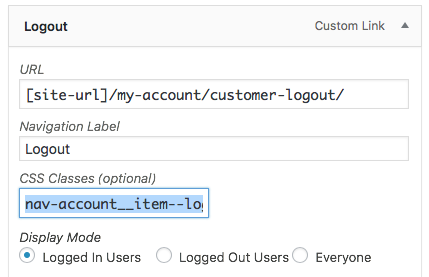 Logout Custom Link
URL
[site-url]/my-account/customer-logout/
Navigation Label
Logout
CSS Classes (optional)
nav-account__item--lo
Display Mode
Logged In Users Logged Out Users Everyone